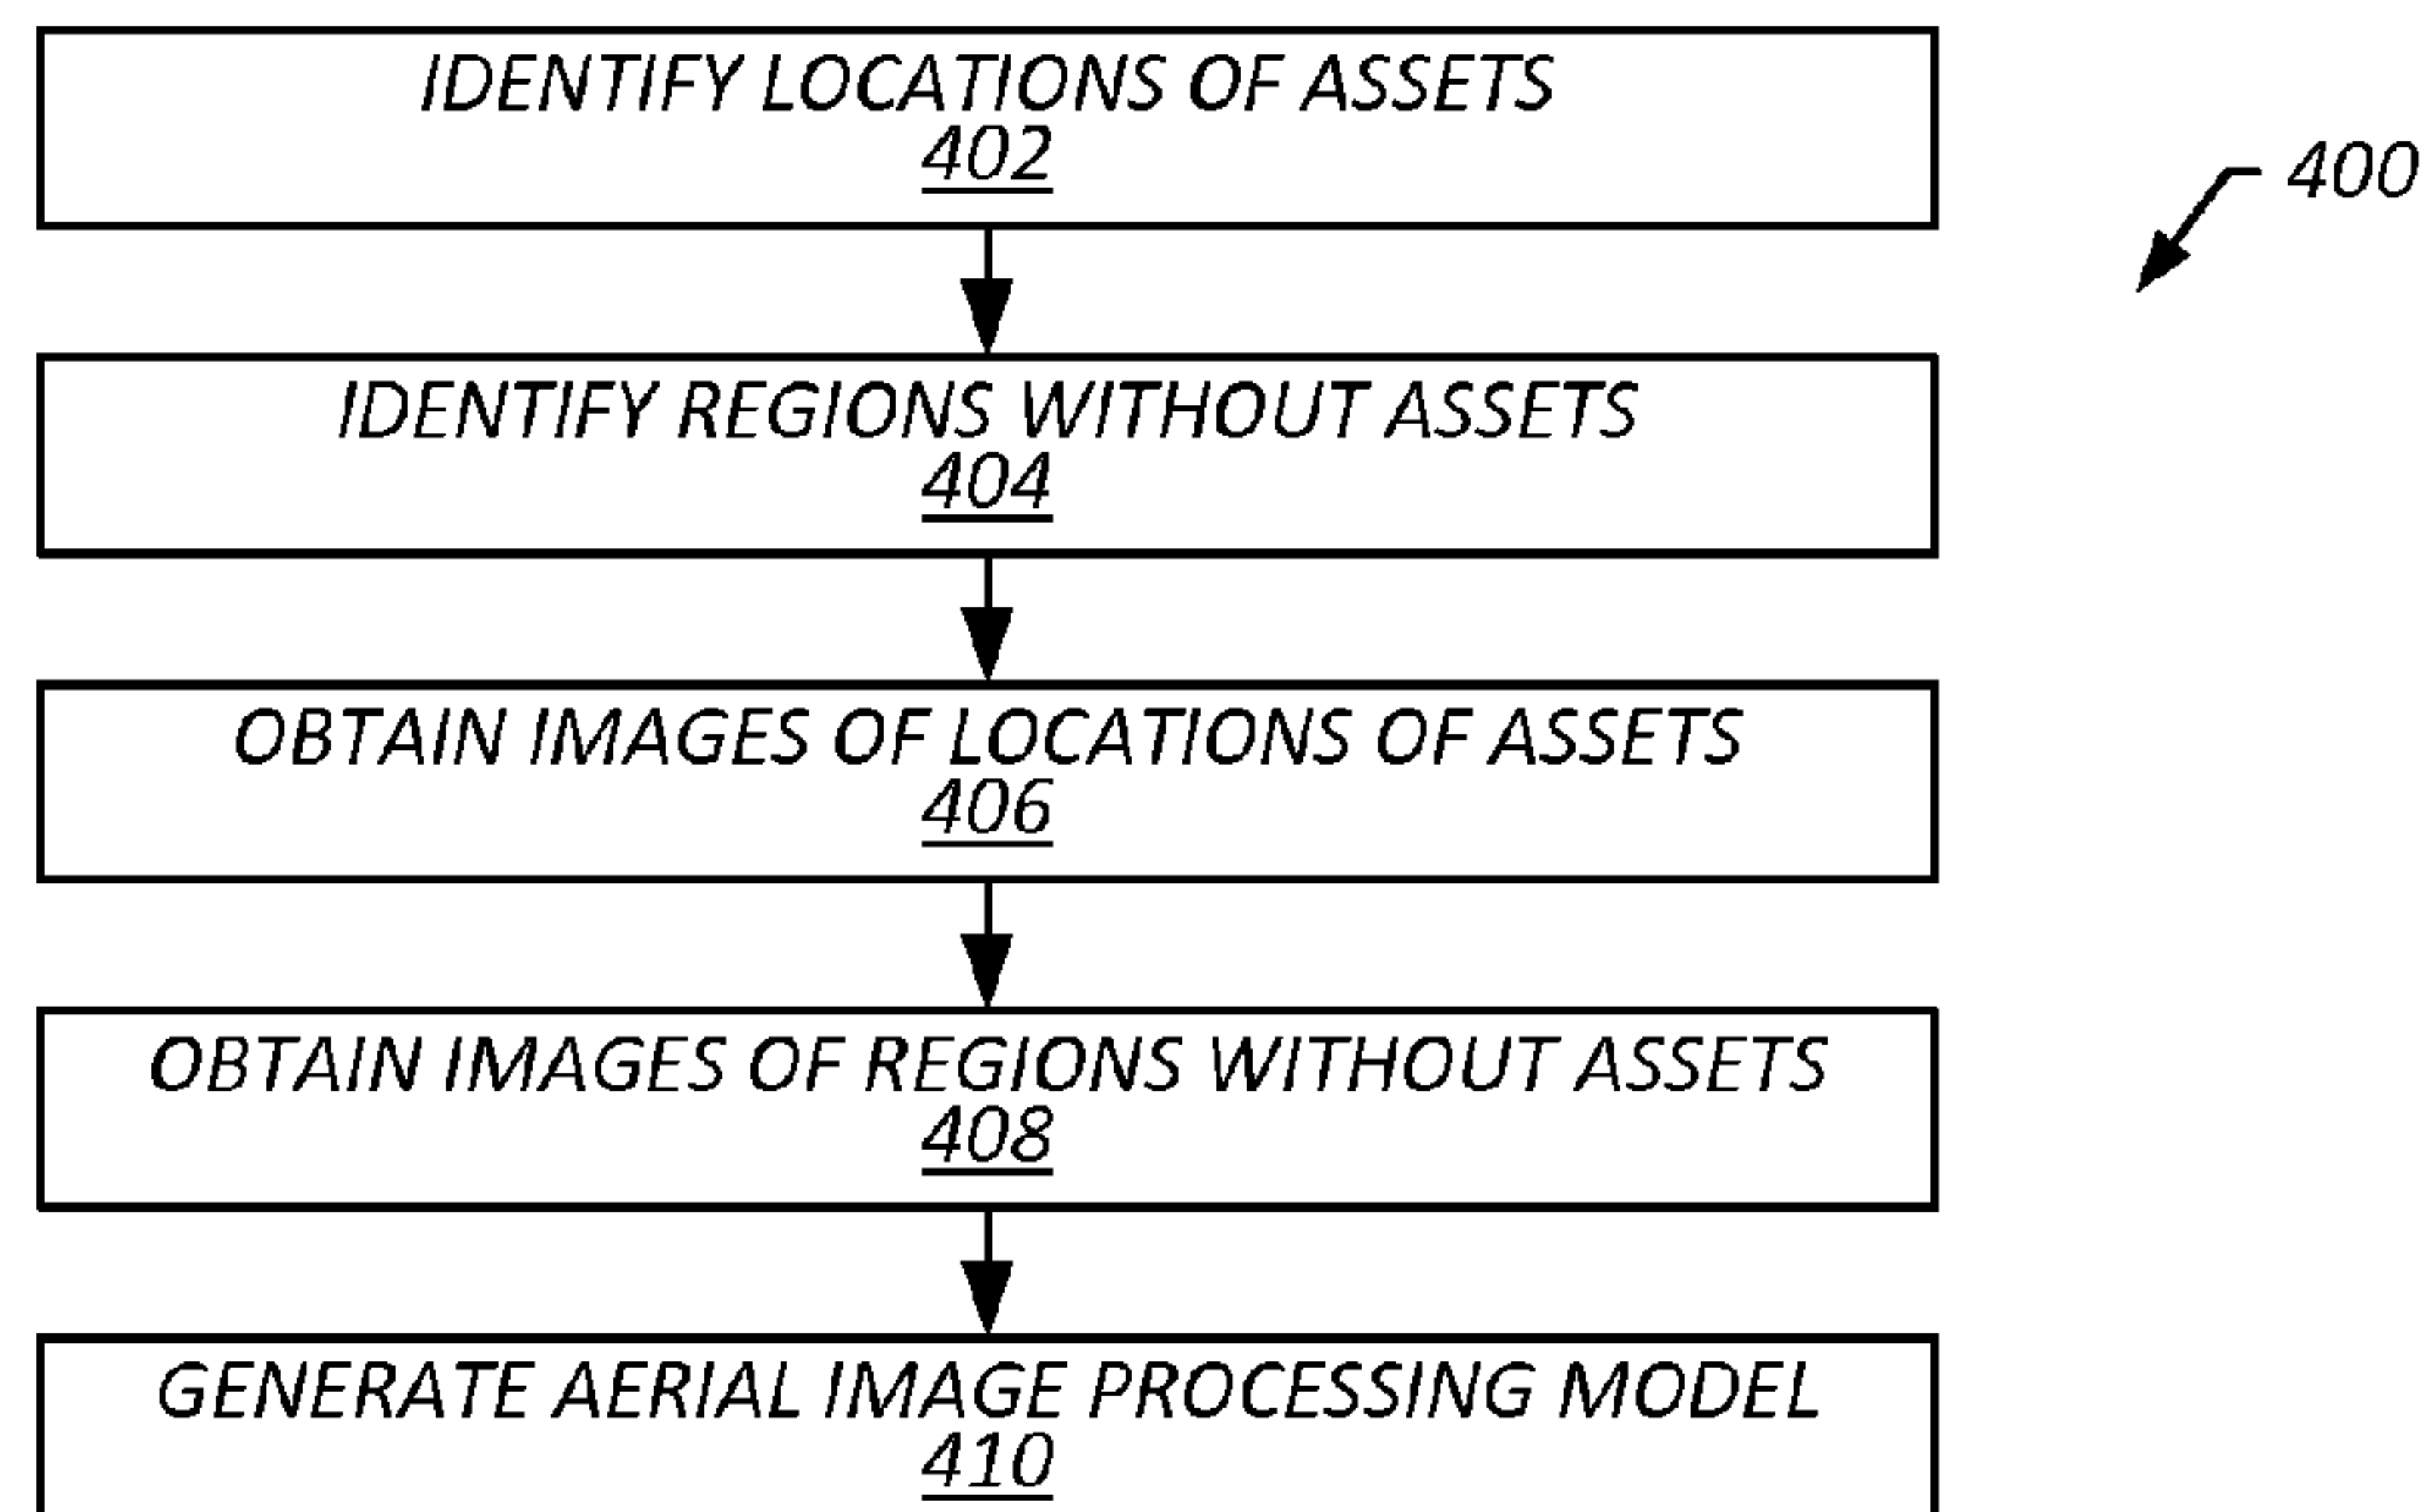 IDENTIFY LOCATIONS OF ASSETS
402
400
IDENTIFY REGIONS WITHOUT ASSETS
404
OBTAIN IMAGES OF LOCATIONS OF ASSETS
406
OBTAIN IMAGES OF REGIONS WITHOUT ASSETS
408
GENERATE AERIAL IMAGE PROCESSING MODEL
410